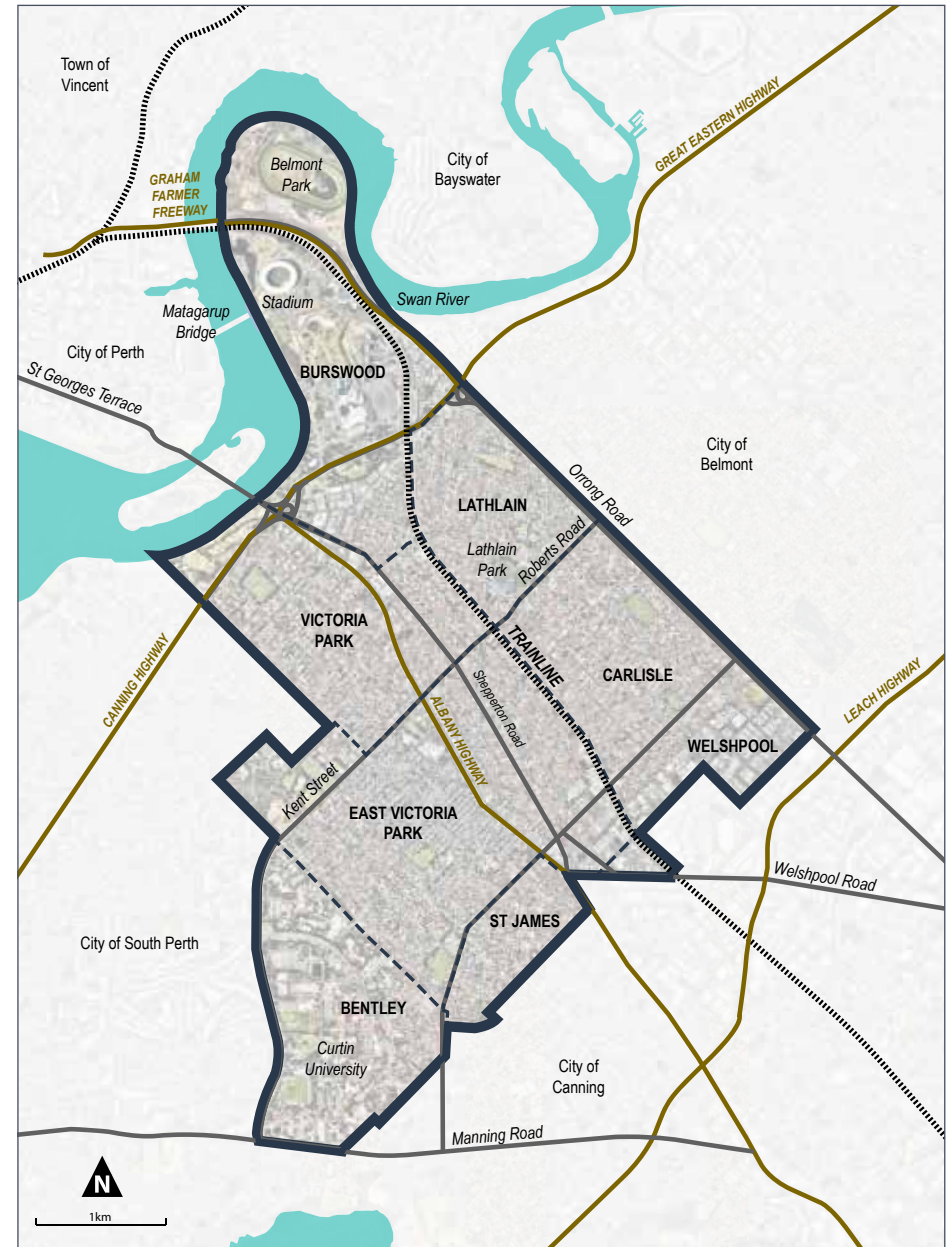 Town of
Vincent
City of
Bayswater
GREAT EASTERN HIGHWAY
Belmont
Park
GRAHAM
FARMER
FREEWAY
Stadium
Swan River
Matagarup
Bridge
City of Perth
St Georges Terrace
BURSWOOD
City of
Belmont
Orrong Road
LATHLAIN
Lathlain
Park
Roberts Road
VICTORIA
PARK
TRAINLINE
CARLISLE
CANNING HIGHWAY
ALBANY HIGHWAY
Shepperton Road
LEACH HIGHWAY
WELSHPOOL
Kent Street
EAST VICTORIA
PARK
Welshpool Road
ST JAMES
City of South Perth
BENTLEY
Curtin
University
City of
Canning
Manning Road
N
1km